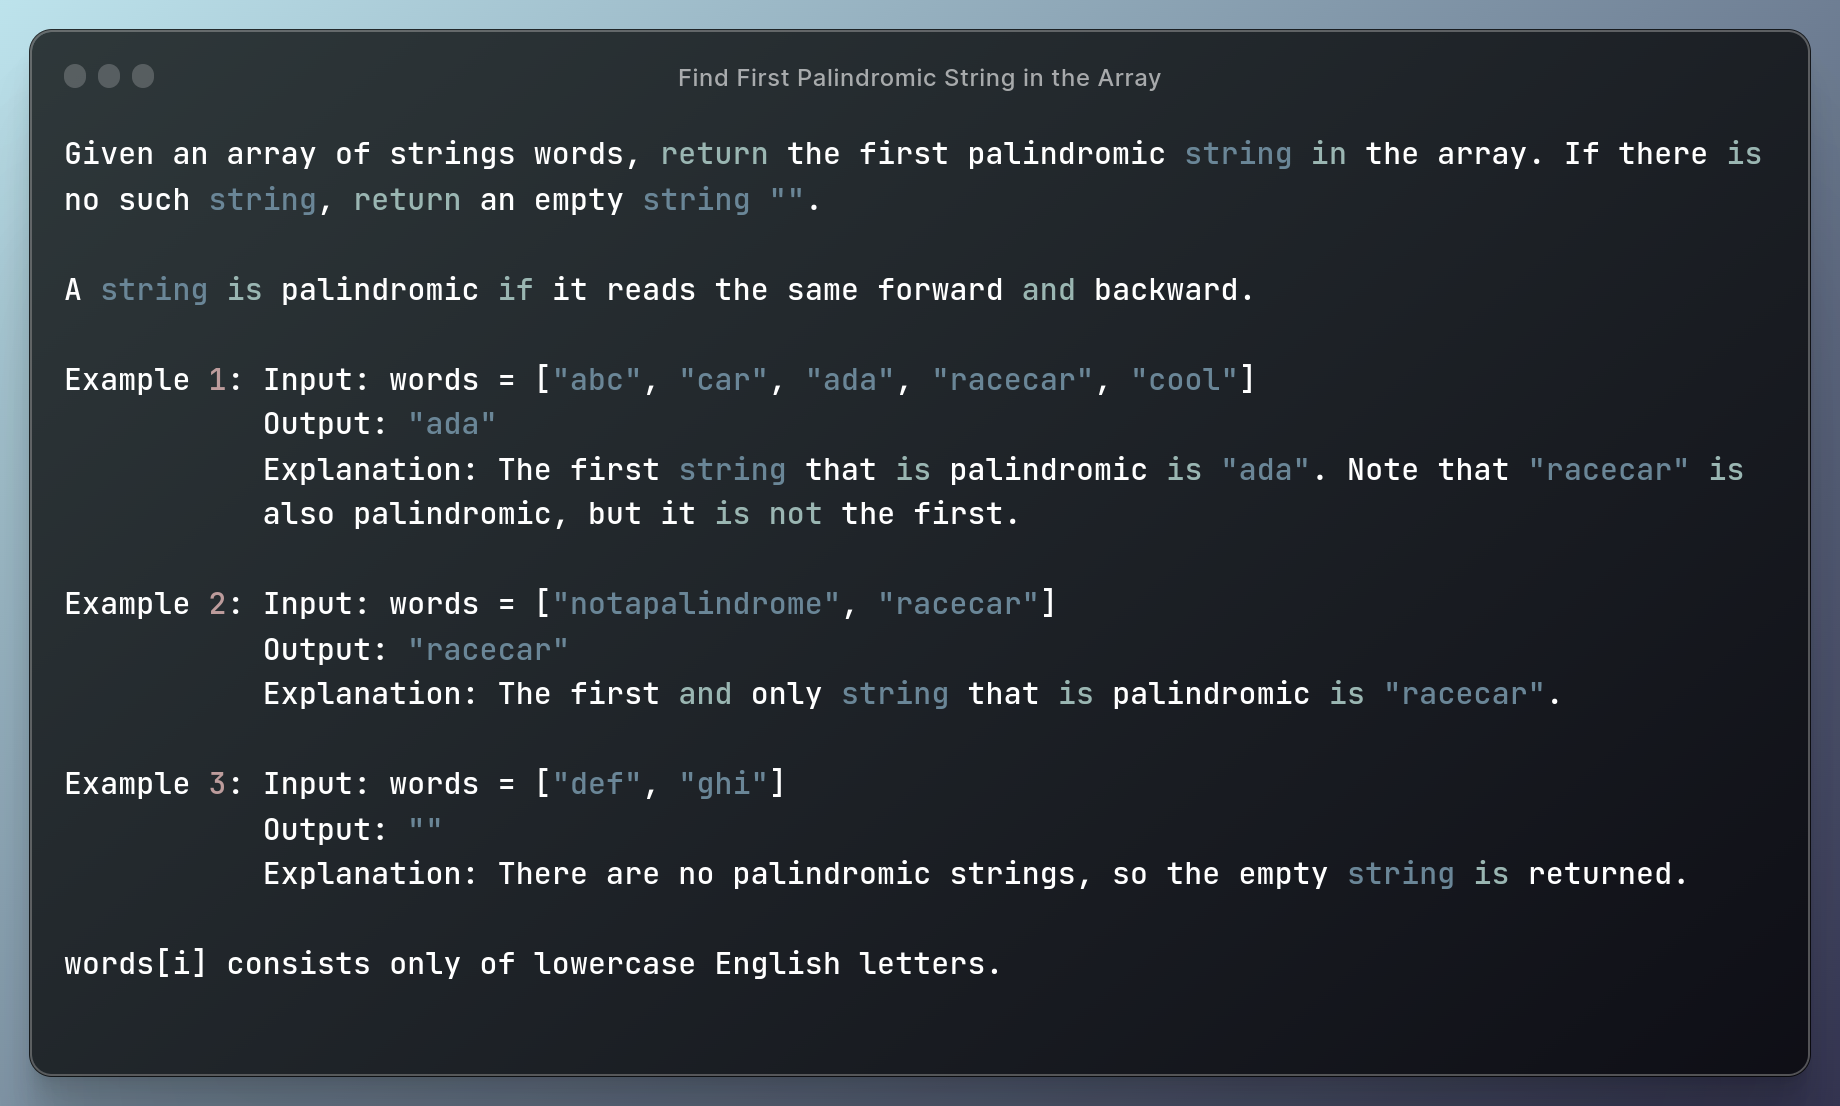 Find First Palindromic String in the Array
Given an array of strings words, return the first palindromic string in the array. If there is
no such string, return an empty string "".
A string is palindromic if it reads the same forward and backward.
Example 1: Input: words = ["abc", "car", "ada", "racecar", "cool"]
Output: "ada"
Explanation: The first string that is palindromic is "ada". Note that "racecar" is
also palindromic, but it is not the first.
Example 2: Input: words = ["notapalindrome", "racecar"]
Output: "racecar"
Explanation: The first and only string that is palindromic is "racecar".
Example 3: Input: words = ["def", "ghi"]
Output: ""
Explanation: There are no palindromic strings, so the empty string is returned.
words[i] consists only of lowercase English letters.